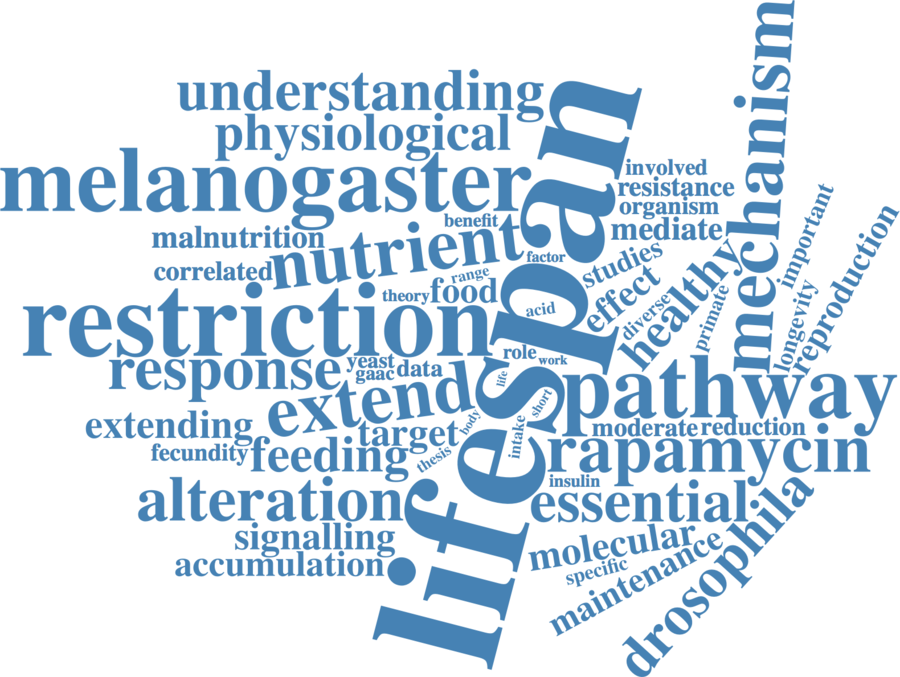 understanding
physiological
melanogaster
lifespan
mechanism
involved
resistance
organism
mediate
benefit
malnutrition
nutrient
correlated
factor
studies
important
range
theory
food
acid
effect
healthy
diverse
primate
longevity
reproduction
restriction
response
yeast
gaac
data
role
work
life
extend
short
body
intake
pathway
extending
target
moderate
reduction
fecundity
feeding
thesis
rapamycin
insulin
alteration
essential
signalling
accumulation
molecular
specific
maintenance
drosophila